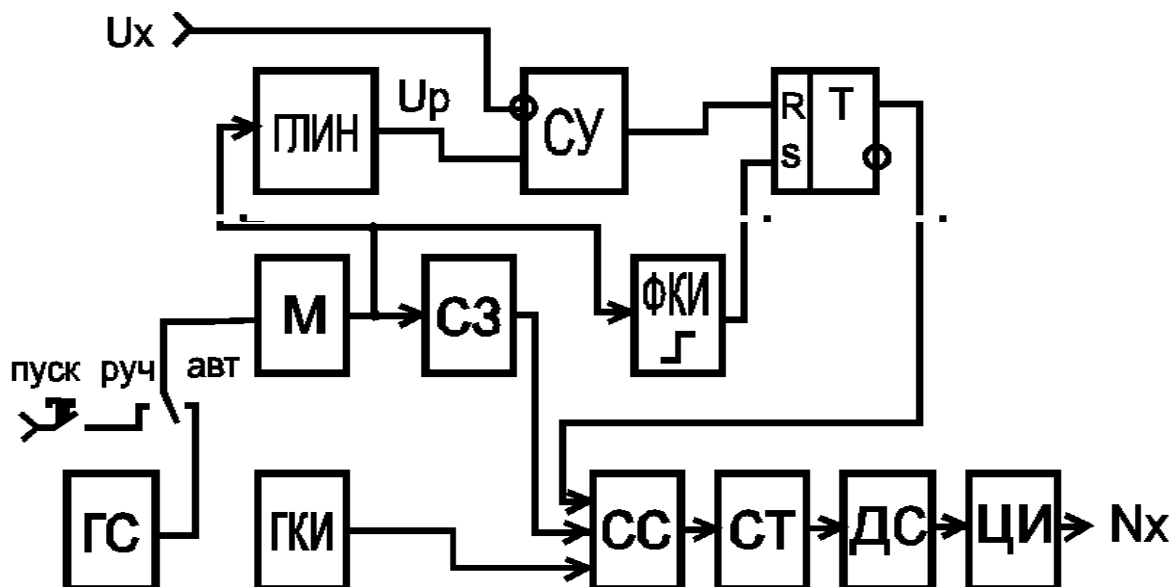 Ux
ГЛИН
Up
СУ
R
T
S
М
СЗ
ФКИ
пуск руч авт
ГС
ГКИ
СС
СТ
ДС
ЦИ
Nx